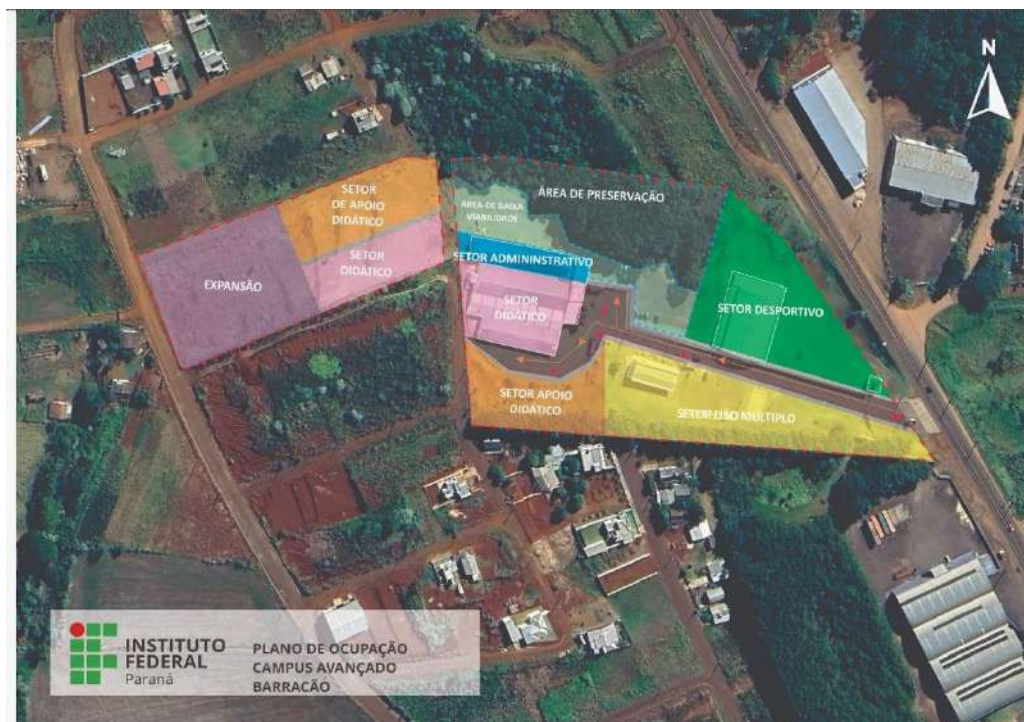 N
SETOR
DE APOIO
DIDÁTICO
ÁREA DE PRESERVAÇÃO
ÁREA DE BAIXA
VIABILIDADE
SETOR
DIDÁTICO
SETOR ADMININSTRATIVO
EXPANSÃO
SETOR
DIDÁTICO
SETOR DESPORTIVO
SETOR APOIO
DIDÁTICO
SETOR USO MÚLTIPLO
INSTITUTO
FEDERAL
Paraná
PLANO DE OCUPAÇÃO
CAMPUS AVANÇADO
BARRACÃO